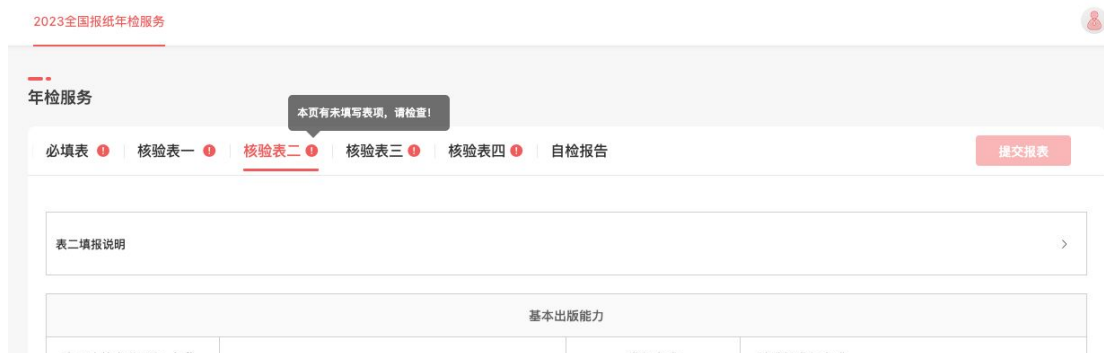 2023全国报纸年检服务
年检服务
本页有未填写表项，请检查！
必填表 核验表一 核验表二 核验表三 核验表四 自检报告 提交报表
表二填报说明
基本出版能力